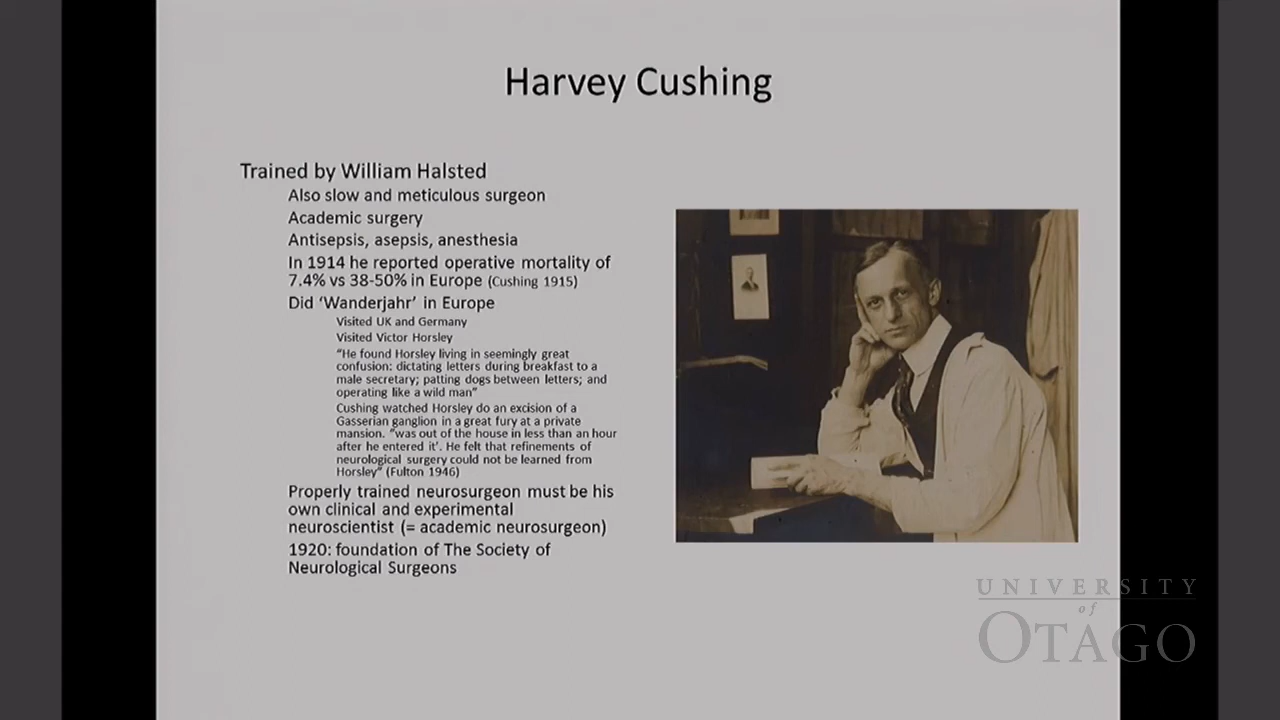 Harvey Cushing
Trained by William Halsted
Also slow and meticulous surgeon
Academic surgery
Antisepsis, asepsis, anesthesia
In 1914 he reported operative mortality of
7.4% vs 38-50% in Europe (Cushing 1915)
Did ‘Wanderjahr’ in Europe
Visited UK and Germany
Visited Victor Horsley
“He found Horsley living in seemingly great
confusion: dictating letters during breakfast to a
male secretary; patting dogs between letters; and
operating like a wild man”
Cushing watched Horsley do an excision of a
Gasserian ganglion in a great fury at a private
mansion. “was out of the house in less than an hour
after he entered it’. He felt that refinements of
neurological surgery could not be learned from
Horsley” (Fulton 1946)
Properly trained neurosurgeon must be his
own clinical and experimental
neuroscientist (= academic neurosurgeon)
1920: foundation of The Society of
Neurological Surgeons
UNIVERSITY
of
OTAGO